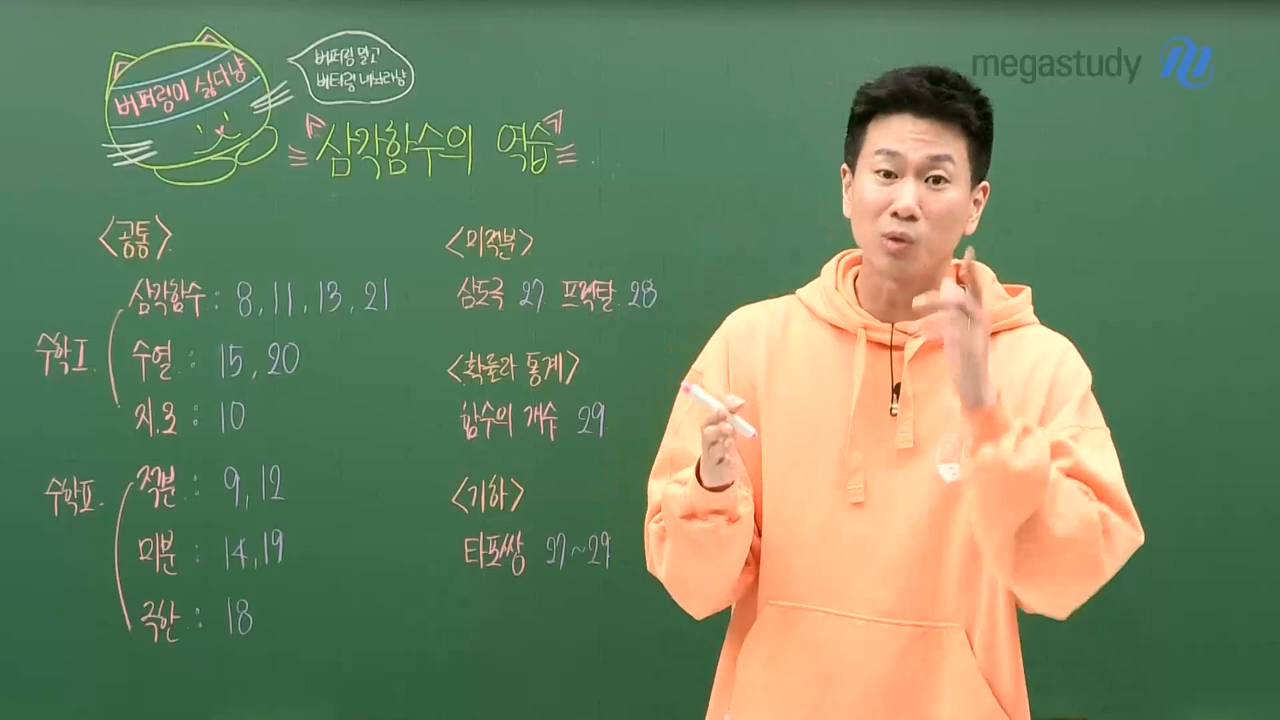 버퍼링이 싫다냥
버퍼링 말고
배터링 내놔라냥
삼각함수의 역습
megastudy
<공통>
수학I
삼각함수 : 8, 11, 13, 21
수열 : 15, 20
지.로 : 10
수학II
적분 : 9, 12
미분 : 14, 19
극한 : 18
<미적분>
삼도극 27 프랙탈 28
<확률과 통계>
함수의 개수 29
<기하>
타포쌍 27~29